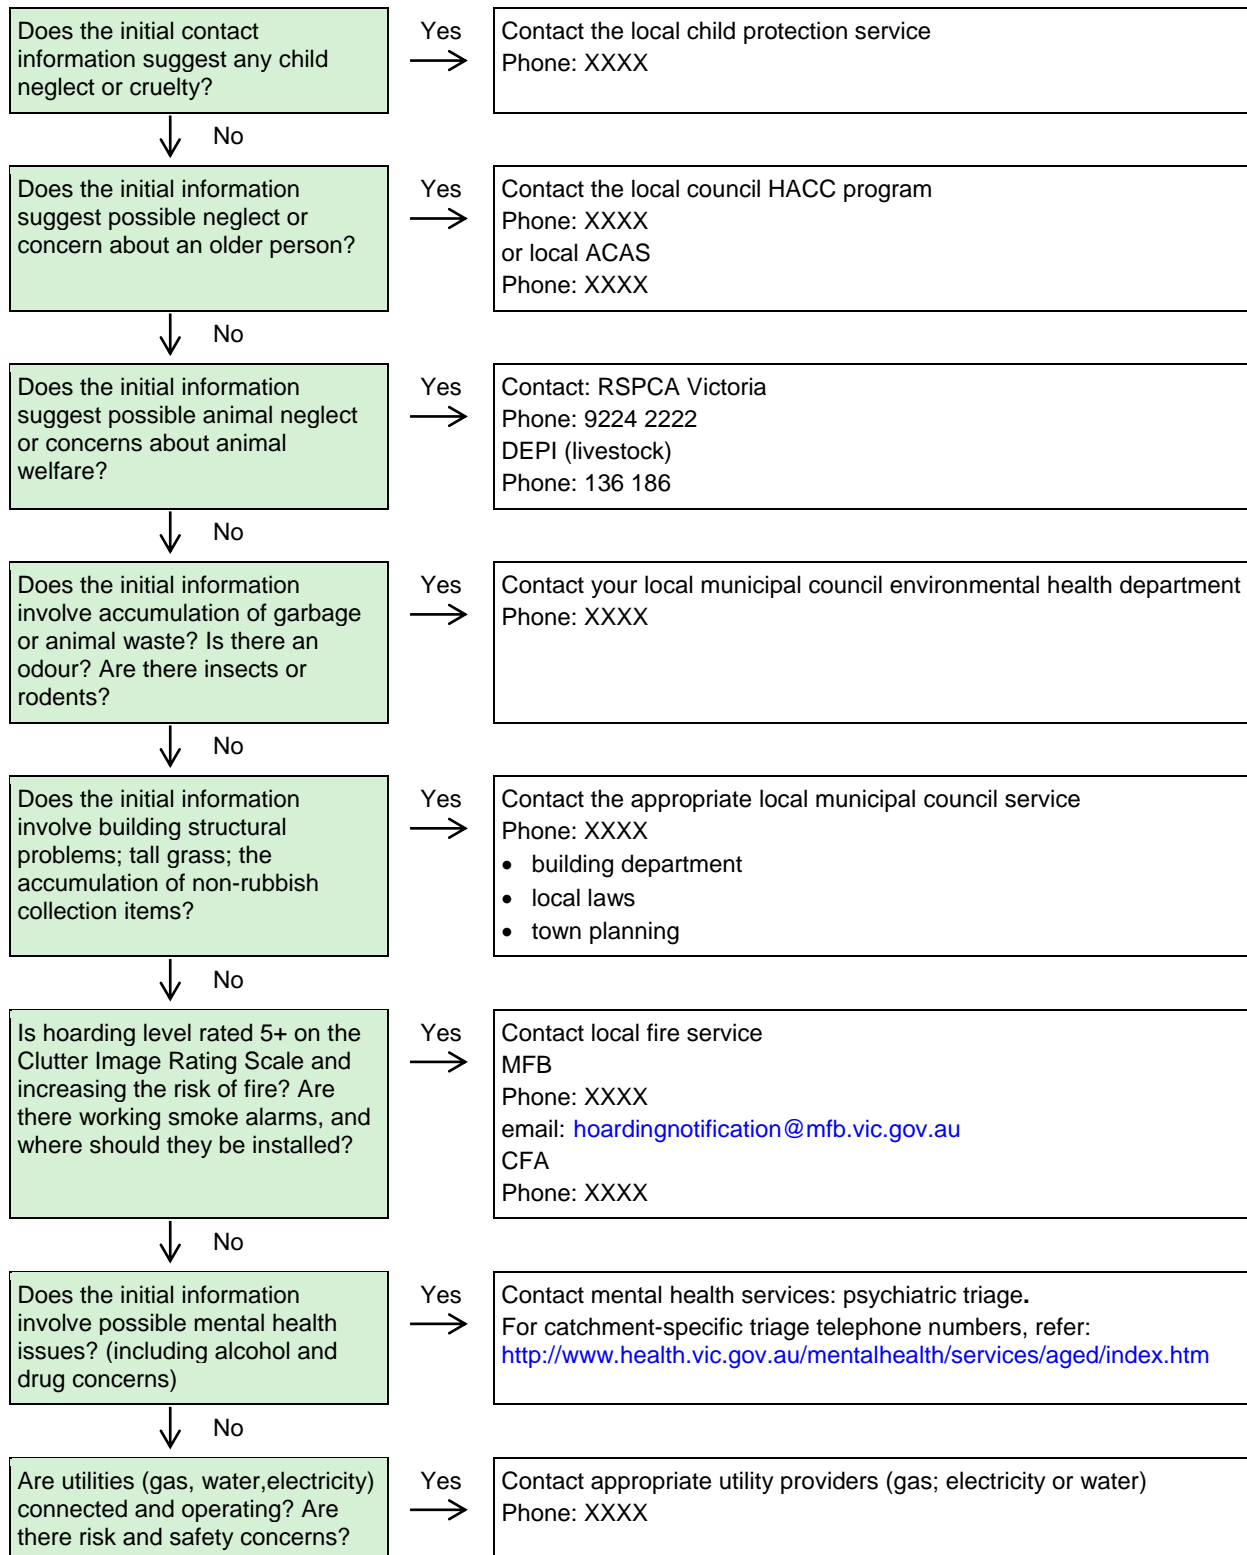 Does the initial contact
information suggest any child
neglect or cruelty?
Yes
Contact the local child protection service
Phone: XXXX
No
Does the initial information
suggest possible neglect or
concern about an older person?
Yes
Contact the local council HACC program
Phone: XXXX
or local ACAS
Phone: XXXX
No
Does the initial information
suggest possible animal neglect
or concerns about animal
welfare?
Yes
Contact: RSPCA Victoria
Phone: 9224 2222
DEPI (livestock)
Phone: 136 186
No
Does the initial information
involve accumulation of garbage
or animal waste? Is there an
odour? Are there insects or
rodents?
Yes
Contact your local municipal council environmental health department
Phone: XXXX
No
Does the initial information
involve building structural
problems; tall grass; the
accumulation of non-rubbish
collection items?
Yes
Contact the appropriate local municipal council service
Phone: XXXX
• building department
• local laws
• town planning
No
Is hoarding level rated 5+ on the
Clutter Image Rating Scale and
increasing the risk of fire? Are
there working smoke alarms, and
where should they be installed?
Yes
Contact local fire service
MFB
Phone: XXXX
email: hoardingnotification@mfb.vic.gov.au
CFA
Phone: XXXX
No
Does the initial information
involve possible mental health
issues? (including alcohol and
drug concerns)
Yes
Contact mental health services: psychiatric triage.
For catchment-specific triage telephone numbers, refer:
http://www.health.vic.gov.au/mentalhealth/services/aged/index.htm
No
Are utilities (gas, water,electricity)
connected and operating? Are
there risk and safety concerns?
Yes
Contact appropriate utility providers (gas; electricity or water)
Phone: XXXX